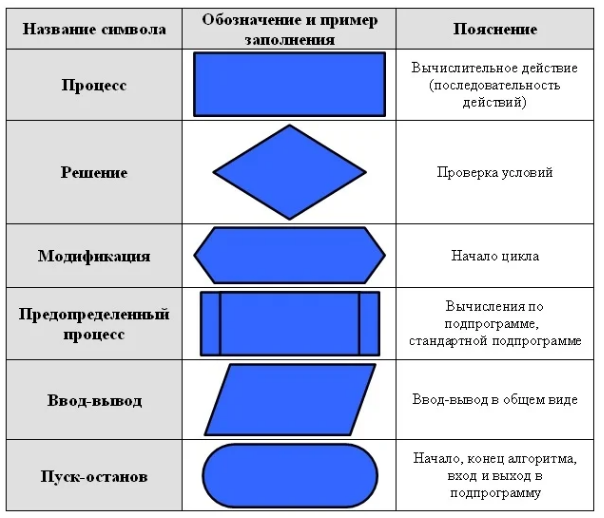 Название символа
Обозначение и пример
заполнения
Пояснение
Процесс
Вычислительное действие
(последовательность
действий)
Решение
Проверка условий
Модификация
Начало цикла
Предопределенный
процесс
Вычисления по
подпрограмме,
стандартной подпрограмме
Ввод-вывод
Ввод-вывод в общем виде
Пуск-останов
Начало, конец алгоритма,
вход и выход в
подпрограмму